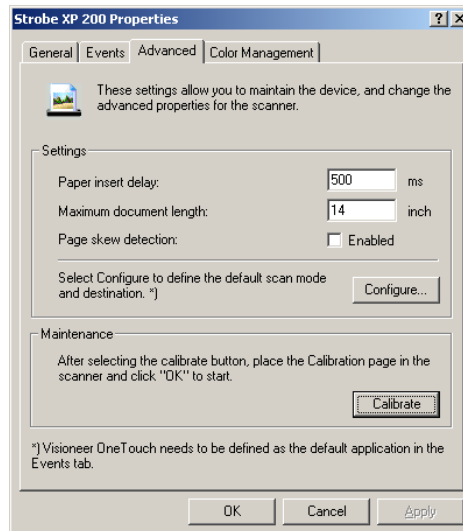 Strobe XP 200 Properties
General Events Advanced Color Management
These settings allow you to maintain the device, and change the
advanced properties for the scanner.
Settings
Paper insert delay: 500 ms
Maximum document length: 14 inch
Page skew detection: Enabled
Select Configure to define the default scan mode
and destination. *)
Configure...
Maintenance
After selecting the calibrate button, place the Calibration page in the
scanner and click "OK" to start.
Calibrate
*) Visioneer OneTouch needs to be defined as the default application in the
Events tab.
OK Cancel Apply